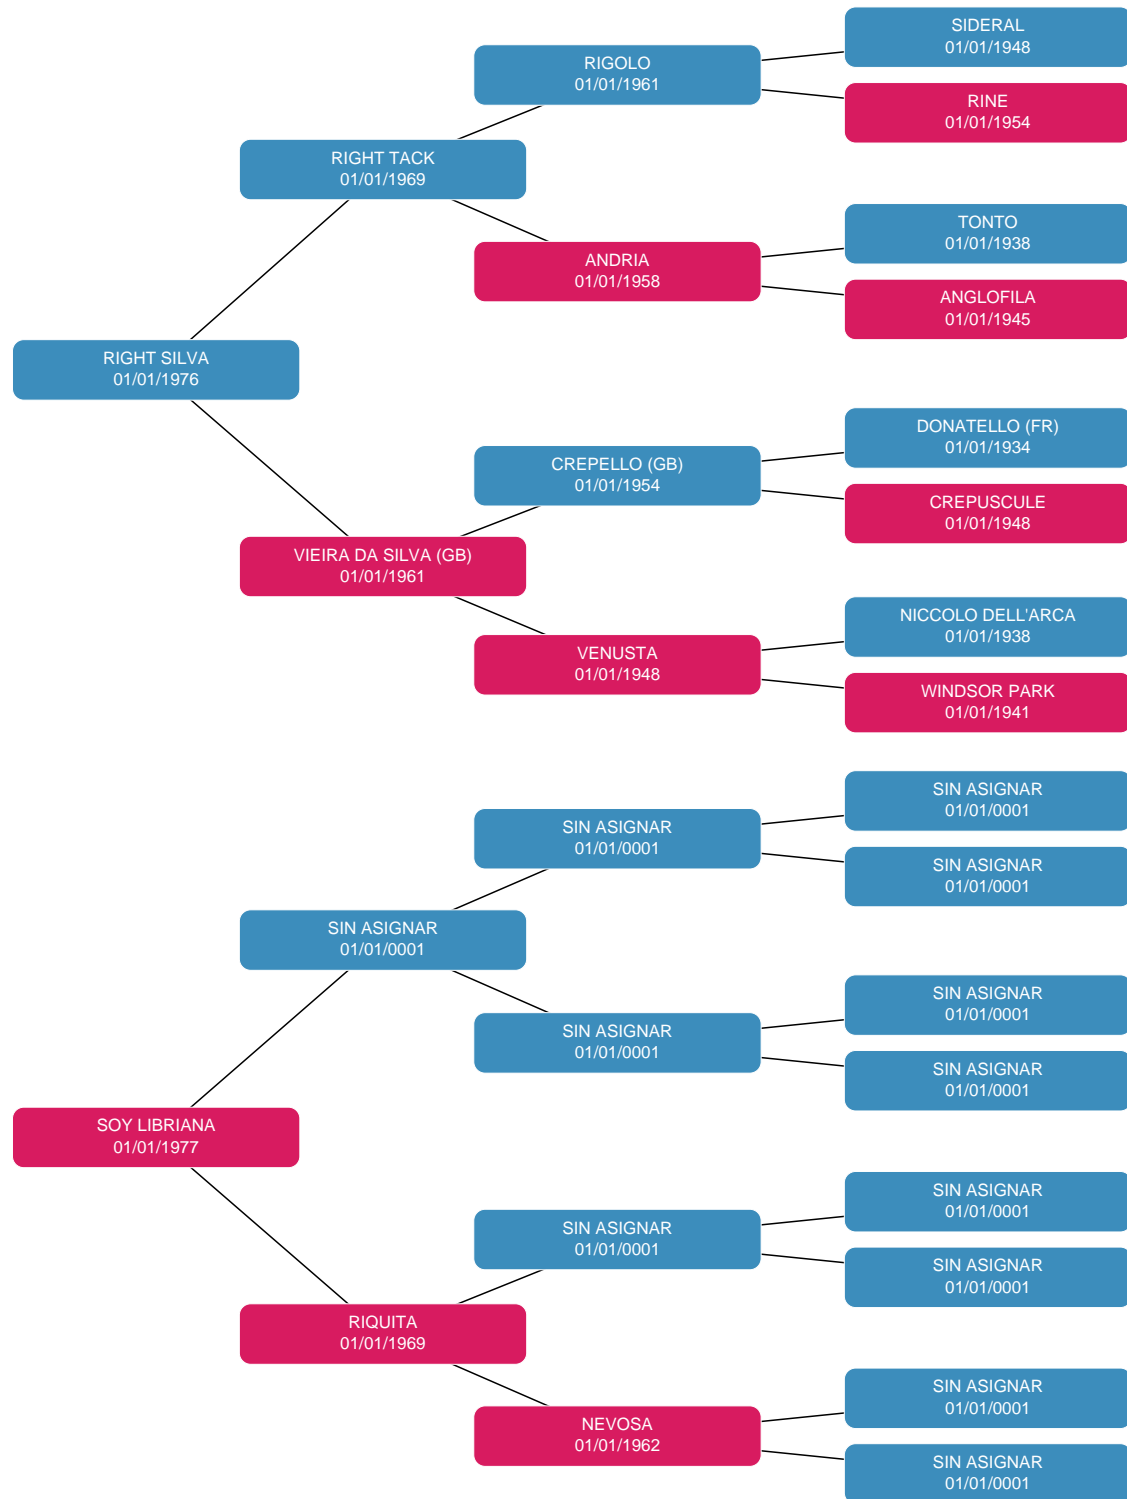 SIDERAL
01/01/1948
RIGOLO
01/01/1961
RINE
01/01/1954
RIGHT TACK
01/01/1969
TONTO
01/01/1938
ANDRIA
01/01/1958
ANGLOFILA
01/01/1945
RIGHT SILVA
01/01/1976
DONATELLO (FR)
01/01/1934
CREPELLO (GB)
01/01/1954
CREPUSCULE
01/01/1948
VIEIRA DA SILVA (GB)
01/01/1961
NICCOLO DELL'ARCA
01/01/1938
VENUSTA
01/01/1948
WINDSOR PARK
01/01/1941
SIN ASIGNAR
01/01/0001
SIN ASIGNAR
01/01/0001
SIN ASIGNAR
01/01/0001
SIN ASIGNAR
01/01/0001
SIN ASIGNAR
01/01/0001
SIN ASIGNAR
01/01/0001
SIN ASIGNAR
01/01/0001
SOY LIBRIANA
01/01/1977
SIN ASIGNAR
01/01/0001
SIN ASIGNAR
01/01/0001
SIN ASIGNAR
01/01/0001
RIQUITA
01/01/1969
SIN ASIGNAR
01/01/0001
NEVOSA
01/01/1962
SIN ASIGNAR
01/01/0001